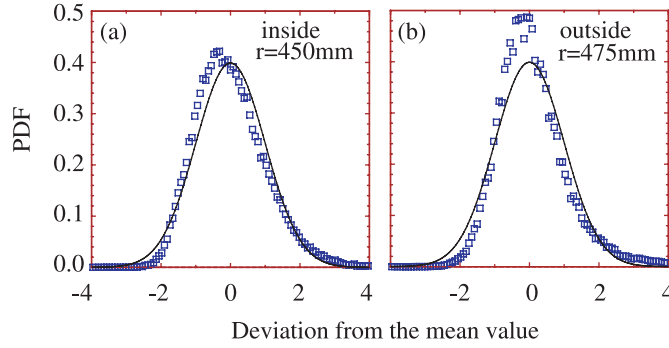 (a) inside
r=450mm
(b) outside
r=475mm
PDF
0.5
0.4
0.3
0.2
0.1
0.0
-4 -2 0 2 4 -2 0 2 4
Deviation from the mean value